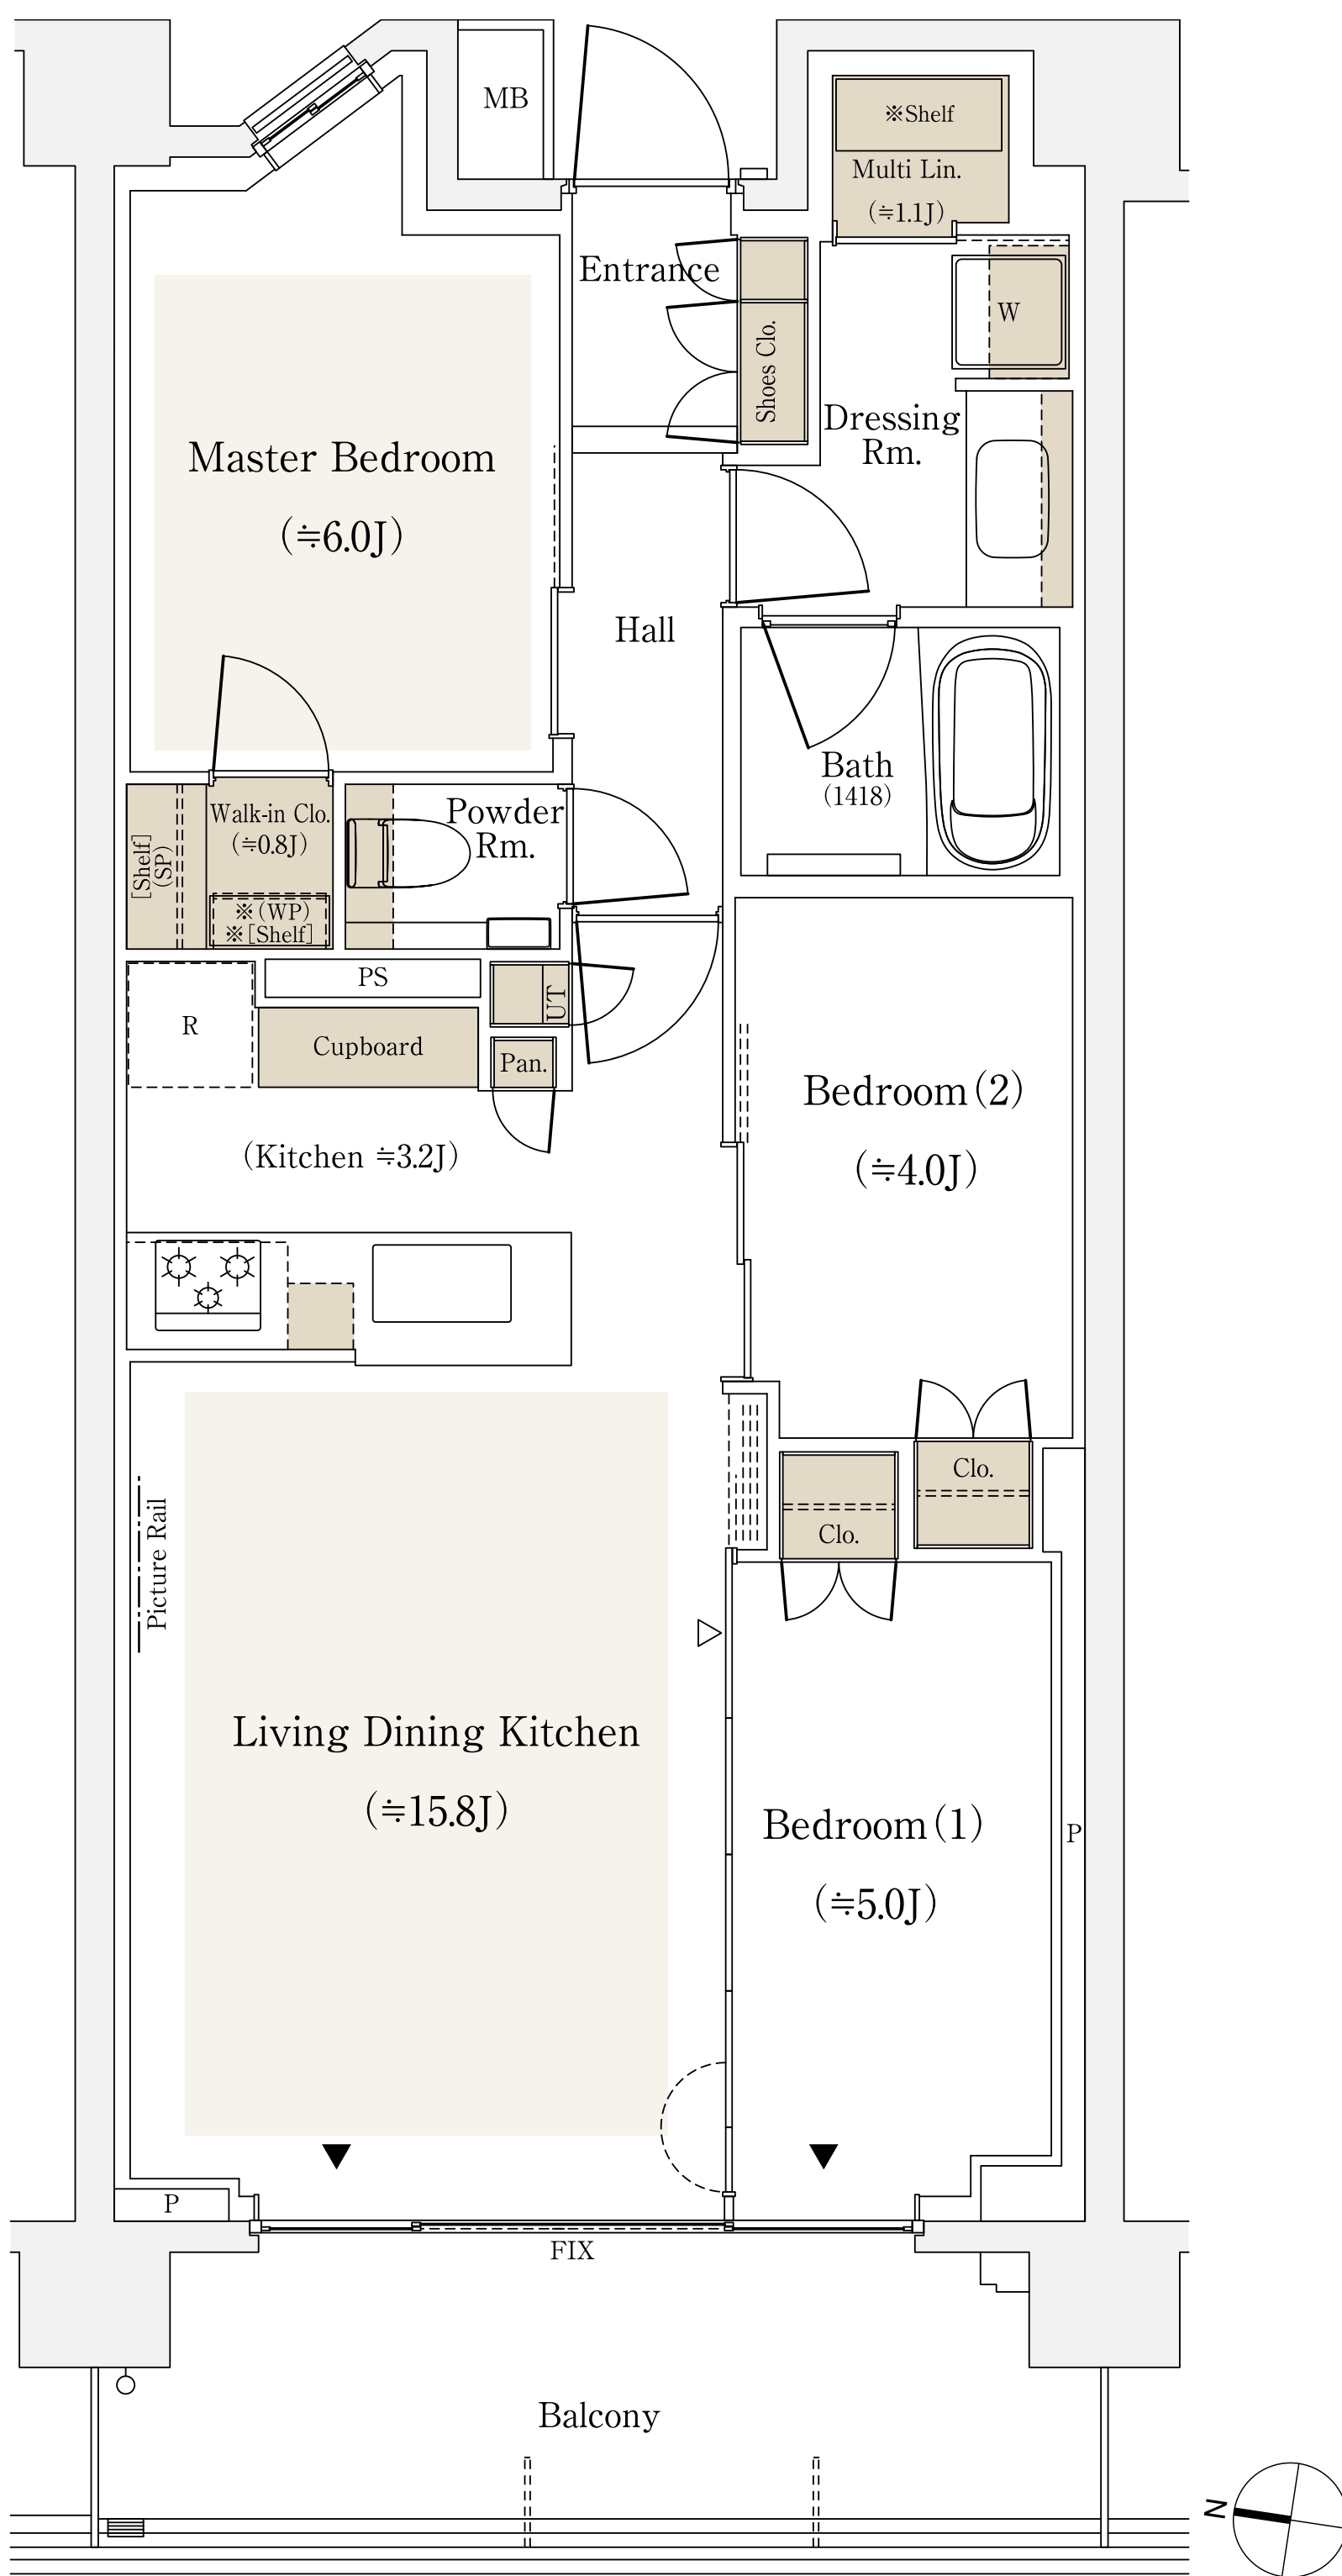 MB
※Shelf
Multi Lin.
(≒1.1J)
Entrance
Shoes Clo.
W
Dressing
Rm.
Master Bedroom
(≒6.0J)
Hall
Bath
(1418)
Walk-in Clo.
(≒0.8J)
[Shelf]
(SP)
※(WP)
※[Shelf]
Powder
Rm.
PS
R
UT
Cupboard
Pan.
(Kitchen ≒3.2J)
Bedroom(2)
(≒4.0J)
Clo.
Clo.
Picture Rail
Living Dining Kitchen
(≒15.8J)
Bedroom(1)
(≒5.0J)
P
P
FIX
Balcony
N